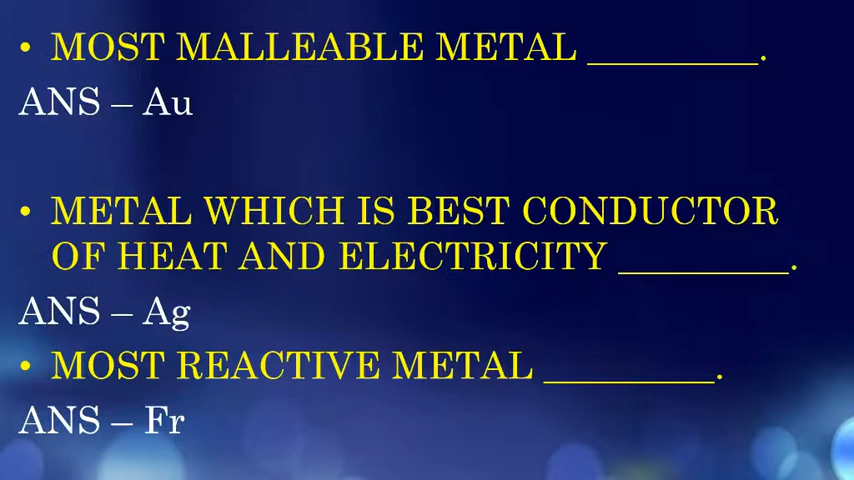 • MOST MALLEABLE METAL _________.
ANS – Au
• METAL WHICH IS BEST CONDUCTOR
OF HEAT AND ELECTRICITY _________.
ANS – Ag
• MOST REACTIVE METAL _________.
ANS – Fr